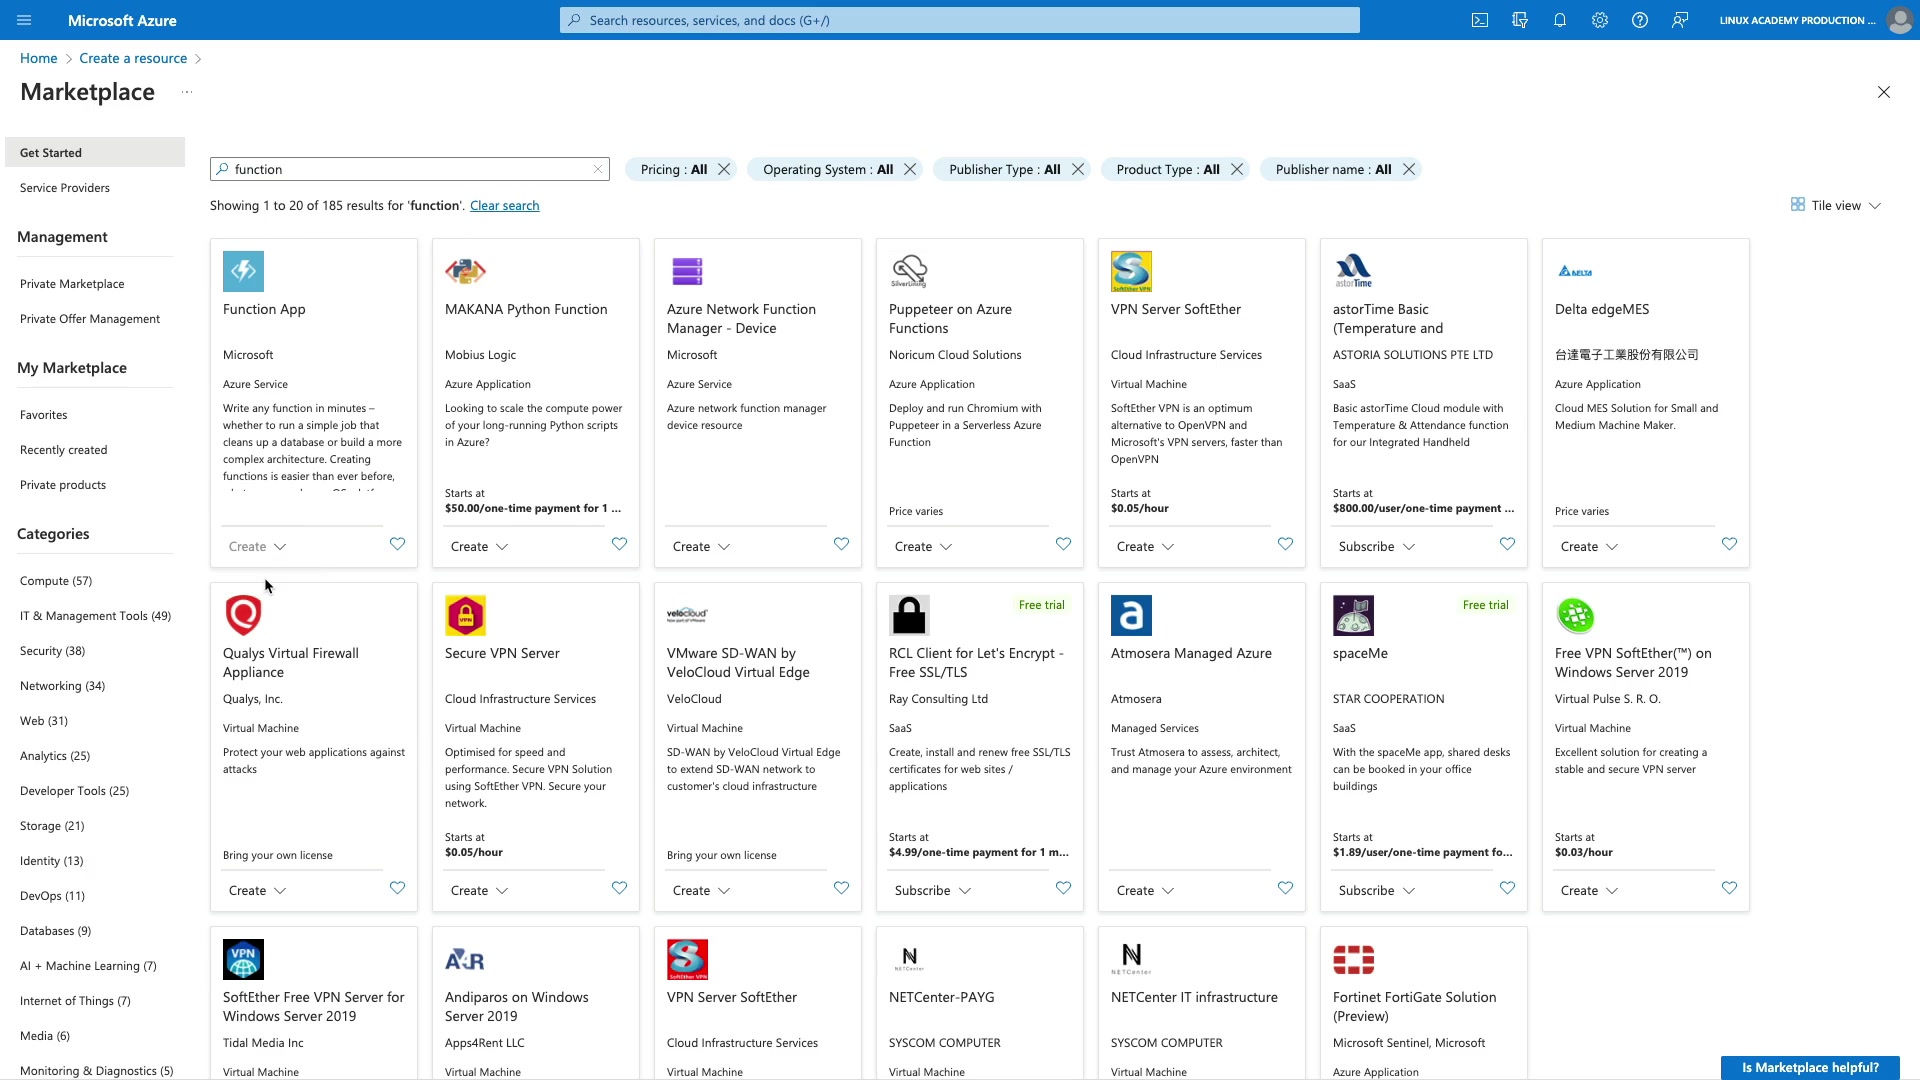 Microsoft Azure
Search resources, services, and docs (G+/)
LINUX ACADEMY PRODUCTION ...
Home > Create a resource >
Marketplace ...
Get Started
Service Providers
Management
Private Marketplace
Private Offer Management
My Marketplace
Favorites
Recently created
Private products
Categories
Compute (57)
IT & Management Tools (49)
Security (38)
Networking (34)
Web (31)
Analytics (25)
Developer Tools (25)
Storage (21)
Identity (13)
DevOps (11)
Databases (9)
AI + Machine Learning (7)
Internet of Things (7)
Media (6)
Monitoring & Diagnostics (5)
function
Pricing : All
Operating System : All
Publisher Type : All
Product Type : All
Publisher name : All
Showing 1 to 20 of 185 results for 'function'. Clear search
Tile view
Function App
Microsoft
Azure Service
Write any function in minutes –
whether to run a simple job that
cleans up a database or build a more
complex architecture. Creating
functions is easier than ever before,
Create
MAKANA Python Function
Mobius Logic
Azure Application
Looking to scale the compute power
of your long-running Python scripts
in Azure?
Starts at
$50.00/one-time payment for 1 ...
Create
Azure Network Function
Manager - Device
Microsoft
Azure Service
Azure network function manager
device resource
Create
SilverLining
Puppeteer on Azure
Functions
Noricum Cloud Solutions
Azure Application
Deploy and run Chromium with
Puppeteer in a Serverless Azure
Function
Price varies
Create
SoftEther VPN
VPN Server SoftEther
Cloud Infrastructure Services
Virtual Machine
SoftEther VPN is an optimum
alternative to OpenVPN and
Microsoft's VPN servers, faster than
OpenVPN
Starts at
$0.05/hour
Create
astorTime
astorTime Basic
(Temperature and
ASTORIA SOLUTIONS PTE LTD
SaaS
Basic astorTime Cloud module with
Temperature & Attendance function
for our Integrated Handheld
Starts at
$800.00/user/one-time payment ...
Subscribe
DELTA
Delta edgeMES
台達電子工業股份有限公司
Azure Application
Cloud MES Solution for Small and
Medium Machine Maker.
Price varies
Create
Qualys Virtual Firewall
Appliance
Qualys, Inc.
Virtual Machine
Protect your web applications against
attacks
Bring your own license
Create
VPN
Secure VPN Server
Cloud Infrastructure Services
Virtual Machine
Optimised for speed and
performance. Secure VPN Solution
using SoftEther VPN. Secure your
network.
Starts at
$0.05/hour
Create
velocloud
Now part of VMware
VMware SD-WAN by
VeloCloud Virtual Edge
VeloCloud
Virtual Machine
SD-WAN by VeloCloud Virtual Edge
to extend SD-WAN network to
customer's cloud infrastructure
Bring your own license
Create
Free trial
RCL Client for Let's Encrypt -
Free SSL/TLS
Ray Consulting Ltd
SaaS
Create, install and renew free SSL/TLS
certificates for web sites /
applications
Starts at
$4.99/one-time payment for 1 m...
Subscribe
a
Atmosera Managed Azure
Atmosera
Managed Services
Trust Atmosera to assess, architect,
and manage your Azure environment
Create
Free trial
spaceMe
STAR COOPERATION
SaaS
With the spaceMe app, shared desks
can be booked in your office
buildings
Starts at
$1.89/user/one-time payment fo...
Subscribe
Free VPN SoftEther(™) on
Windows Server 2019
Virtual Pulse S. R. O.
Virtual Machine
Excellent solution for creating a
stable and secure VPN server
Starts at
$0.03/hour
Create
VPN
SoftEther Free VPN Server for
Windows Server 2019
Tidal Media Inc
Virtual Machine
Andiparos on Windows
Server 2019
Apps4Rent LLC
Virtual Machine
SoftEther VPN
VPN Server SoftEther
Cloud Infrastructure Services
Virtual Machine
N
NETCenter
NETCenter-PAYG
SYSCOM COMPUTER
Virtual Machine
N
NETCenter
NETCenter IT infrastructure
SYSCOM COMPUTER
Virtual Machine
Fortinet FortiGate Solution
(Preview)
Microsoft Sentinel, Microsoft
Azure Application
Is Marketplace helpful?